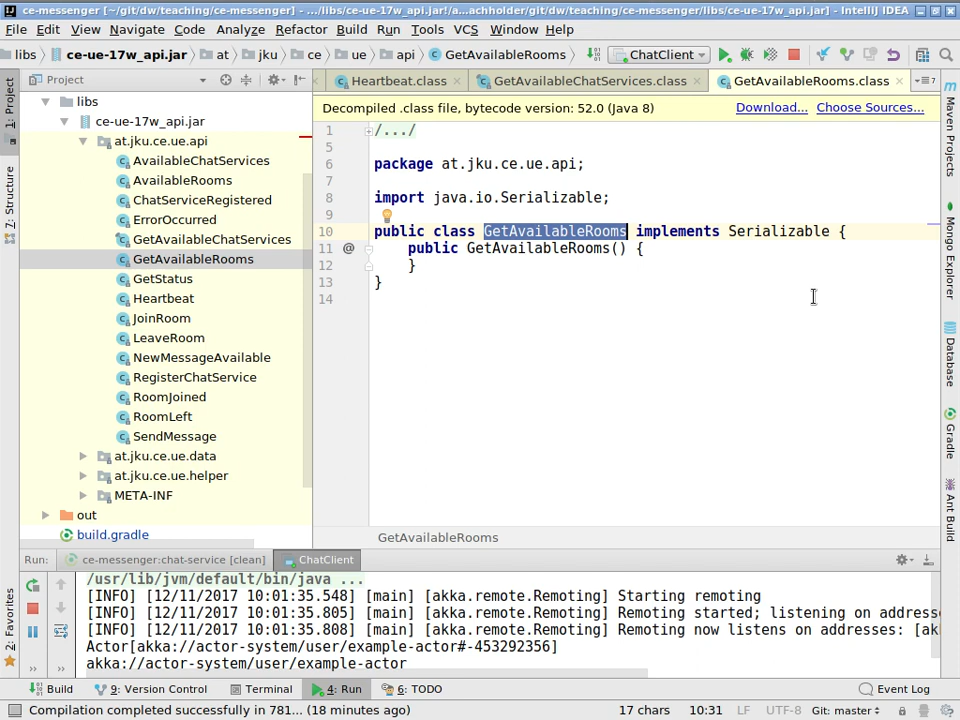 ce-messenger [~/git/dw/teaching/ce-messenger] - .../libs/ce-ue-17w_api.jar!/a...achholder/git/dw/teaching/ce-messenger/libs/ce-ue-17w_api.jar] - IntelliJ IDEA
File Edit View Navigate Code Analyze Refactor Build Run Tools VCS Window Help
libs ce-ue-17w_api.jar at jku ce ue api GetAvailableRooms ChatClient
1: Project
7: Structure
2: Favorites
Project
Heartbeat.class GetAvailableChatServices.class GetAvailableRooms.class 7
Decompiled .class file, bytecode version: 52.0 (Java 8) Download... Choose Sources...
libs
ce-ue-17w_api.jar
at.jku.ce.ue.api
AvailableChatServices
AvailableRooms
ChatServiceRegistered
ErrorOccurred
GetAvailableChatServices
GetAvailableRooms
GetStatus
Heartbeat
JoinRoom
LeaveRoom
NewMessageAvailable
RegisterChatService
RoomJoined
RoomLeft
SendMessage
at.jku.ce.ue.data
at.jku.ce.ue.helper
META-INF
out
build.gradle
1 /.../
5
6 package at.jku.ce.ue.api;
7
8 import java.io.Serializable;
9
10 public class GetAvailableRooms implements Serializable {
11 @ public GetAvailableRooms() {
12 }
13 }
14
GetAvailableRooms
Maven Projects
Mongo Explorer
Database
Gradle
Ant Build
Run: ce-messenger:chat-service [clean] ChatClient
/usr/lib/jvm/default/bin/java ...
[INFO] [12/11/2017 10:01:35.548] [main] [akka.remote.Remoting] Starting remoting
[INFO] [12/11/2017 10:01:35.805] [main] [akka.remote.Remoting] Remoting started; listening on addresse
[INFO] [12/11/2017 10:01:35.808] [main] [akka.remote.Remoting] Remoting now listens on addresses: [ak
Actor[akka://actor-system/user/example-actor#-453292356]
akka://actor-system/user/example-actor
Build 9: Version Control Terminal 4: Run 6: TODO Event Log
Compilation completed successfully in 781... (18 minutes ago) 17 chars 10:31 LF UTF-8 Git: master